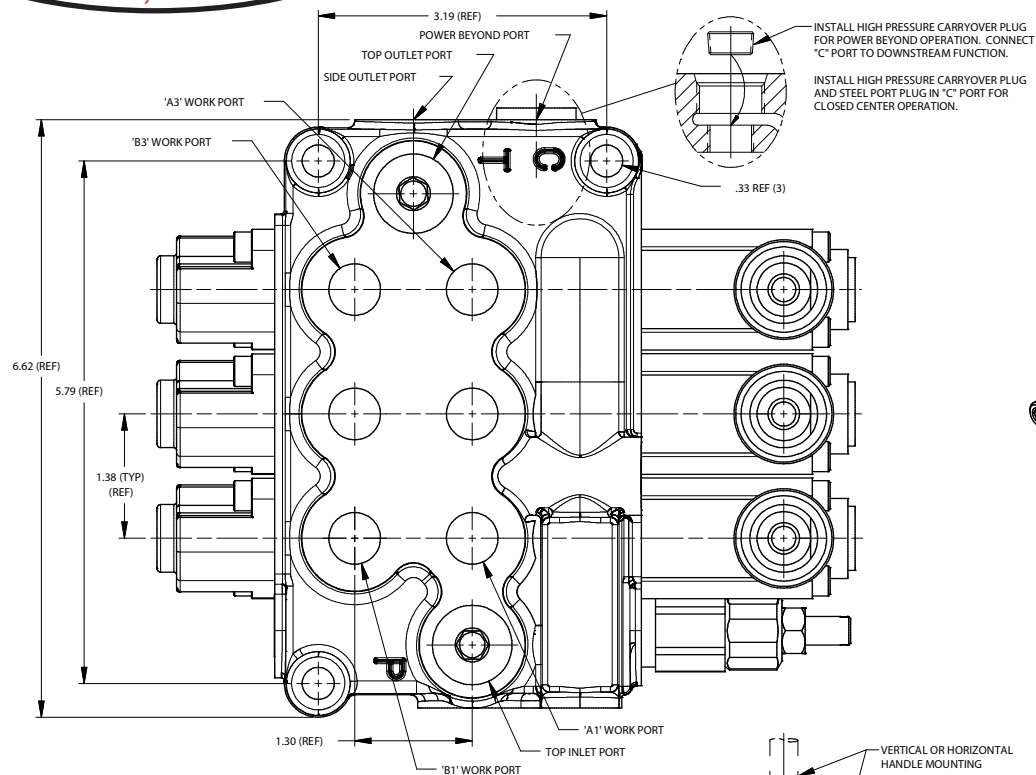 3.19 (REF)
POWER BEYOND PORT
TOP OUTLET PORT
SIDE OUTLET PORT
'A3' WORK PORT
'B3' WORK PORT
INSTALL HIGH PRESSURE CARRYOVER PLUG
FOR POWER BEYOND OPERATION. CONNECT
"C" PORT TO DOWNSTREAM FUNCTION.
INSTALL HIGH PRESSURE CARRYOVER PLUG
AND STEEL PORT PLUG IN "C" PORT FOR
CLOSED CENTER OPERATION.
T C
.33 REF (3)
6.62 (REF)
5.79 (REF)
1.38 (TYP)
(REF)
P
1.30 (REF)
'A1' WORK PORT
TOP INLET PORT
'B1' WORK PORT
VERTICAL OR HORIZONTAL
HANDLE MOUNTING